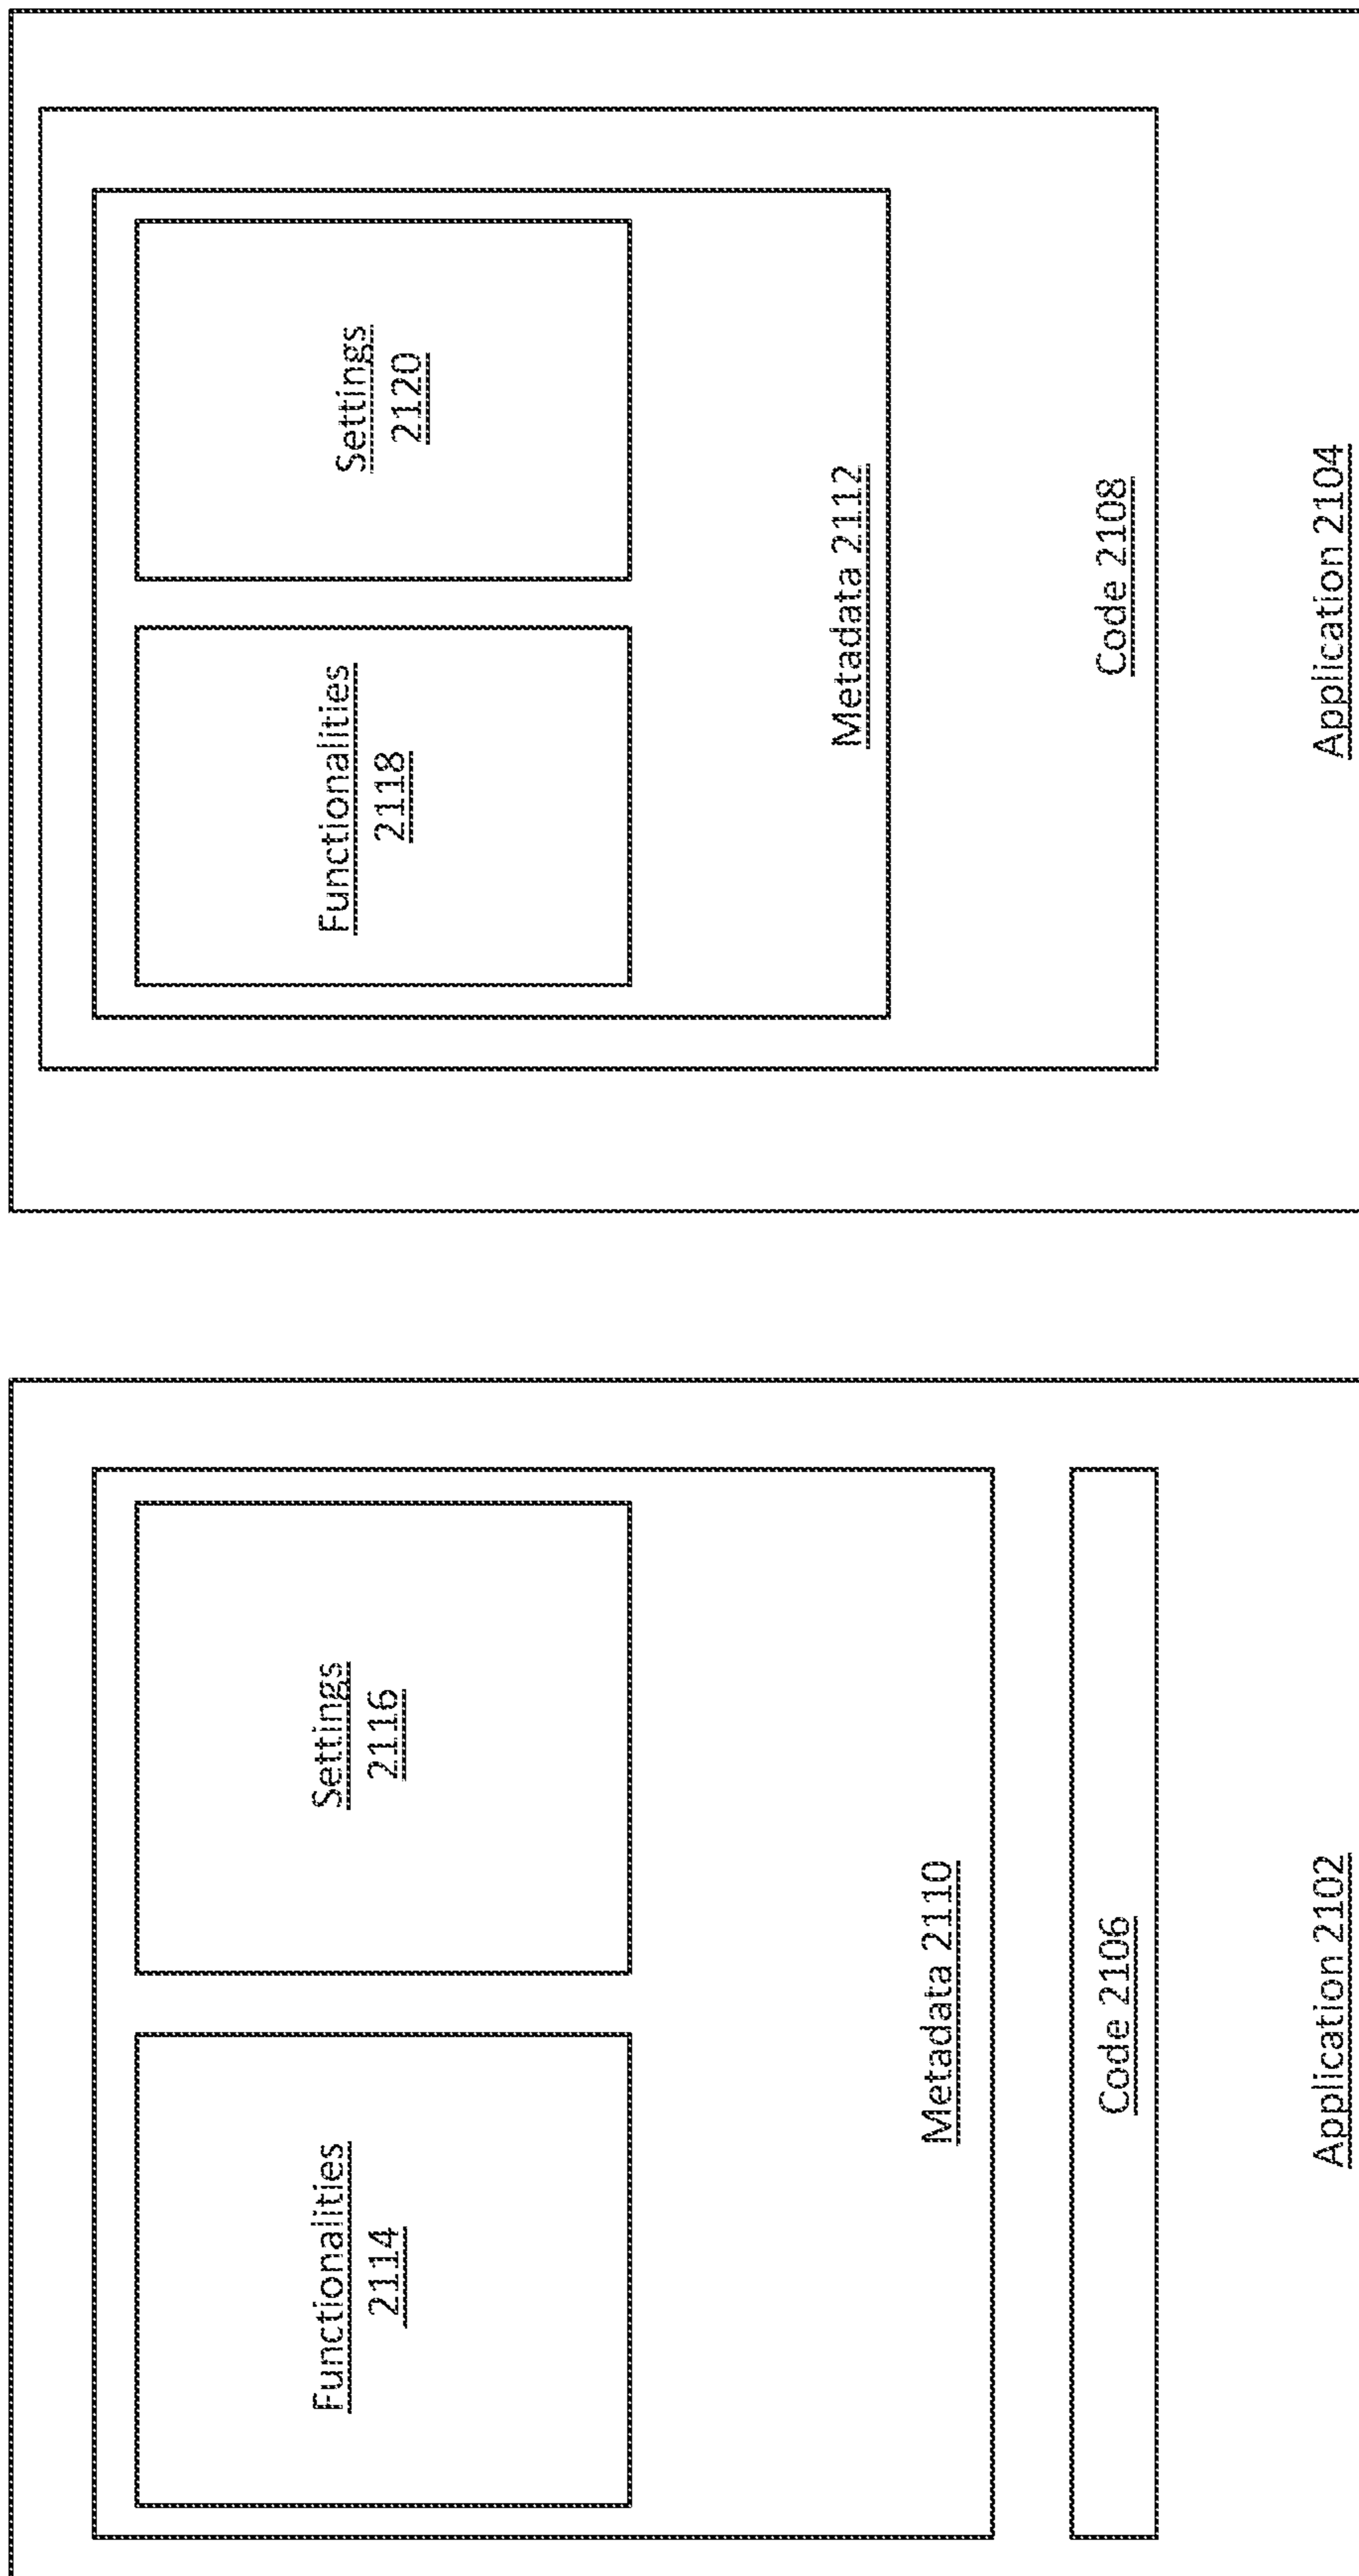 Functionalities
2114
Settings
2116
Metadata 2110
Code 2106
Application 2102
Functionalities
2118
Settings
2120
Metadata 2112
Code 2108
Application 2104